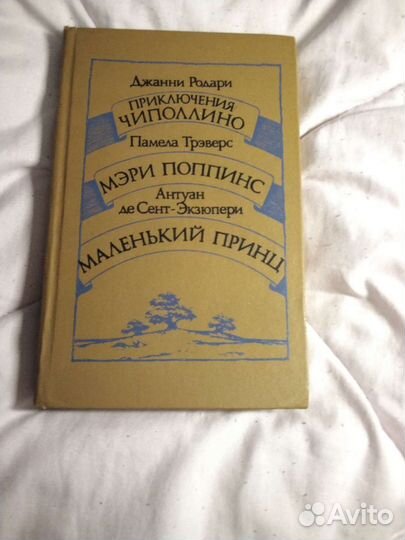 Джанни Родари
ПРИКЛЮЧЕНИЯ
ЧИПОЛЛИНО
Памела Трэверс
МЭРИ ПОППИНС
Антуан
де Сент-Экзюпери
МАЛЕНЬКИЙ ПРИНЦ
Avito